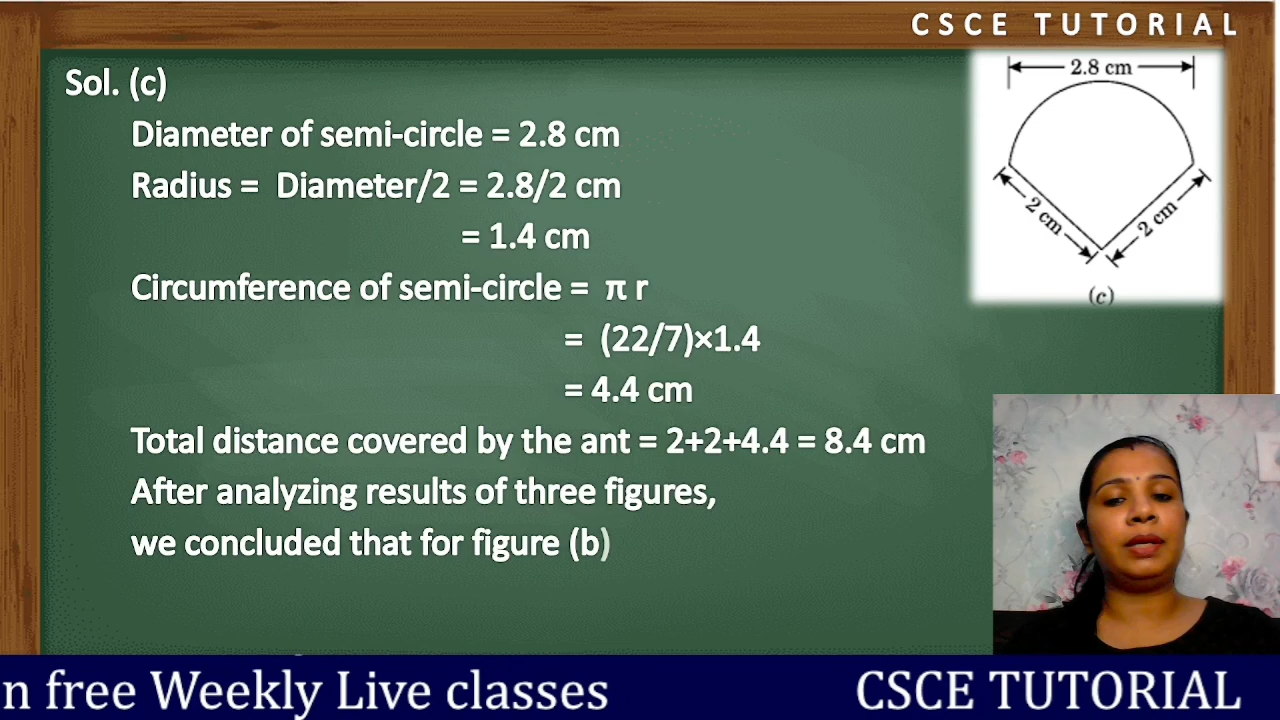 CSCE TUTORIAL
Sol. (c)
Diameter of semi-circle = 2.8 cm
Radius = Diameter/2 = 2.8/2 cm
= 1.4 cm
Circumference of semi-circle = π r
= (22/7)×1.4
= 4.4 cm
Total distance covered by the ant = 2+2+4.4 = 8.4 cm
After analyzing results of three figures,
we concluded that for figure (b)
2.8 cm
2 cm
2 cm
(c)
n free Weekly Live classes
CSCE TUTORIAL